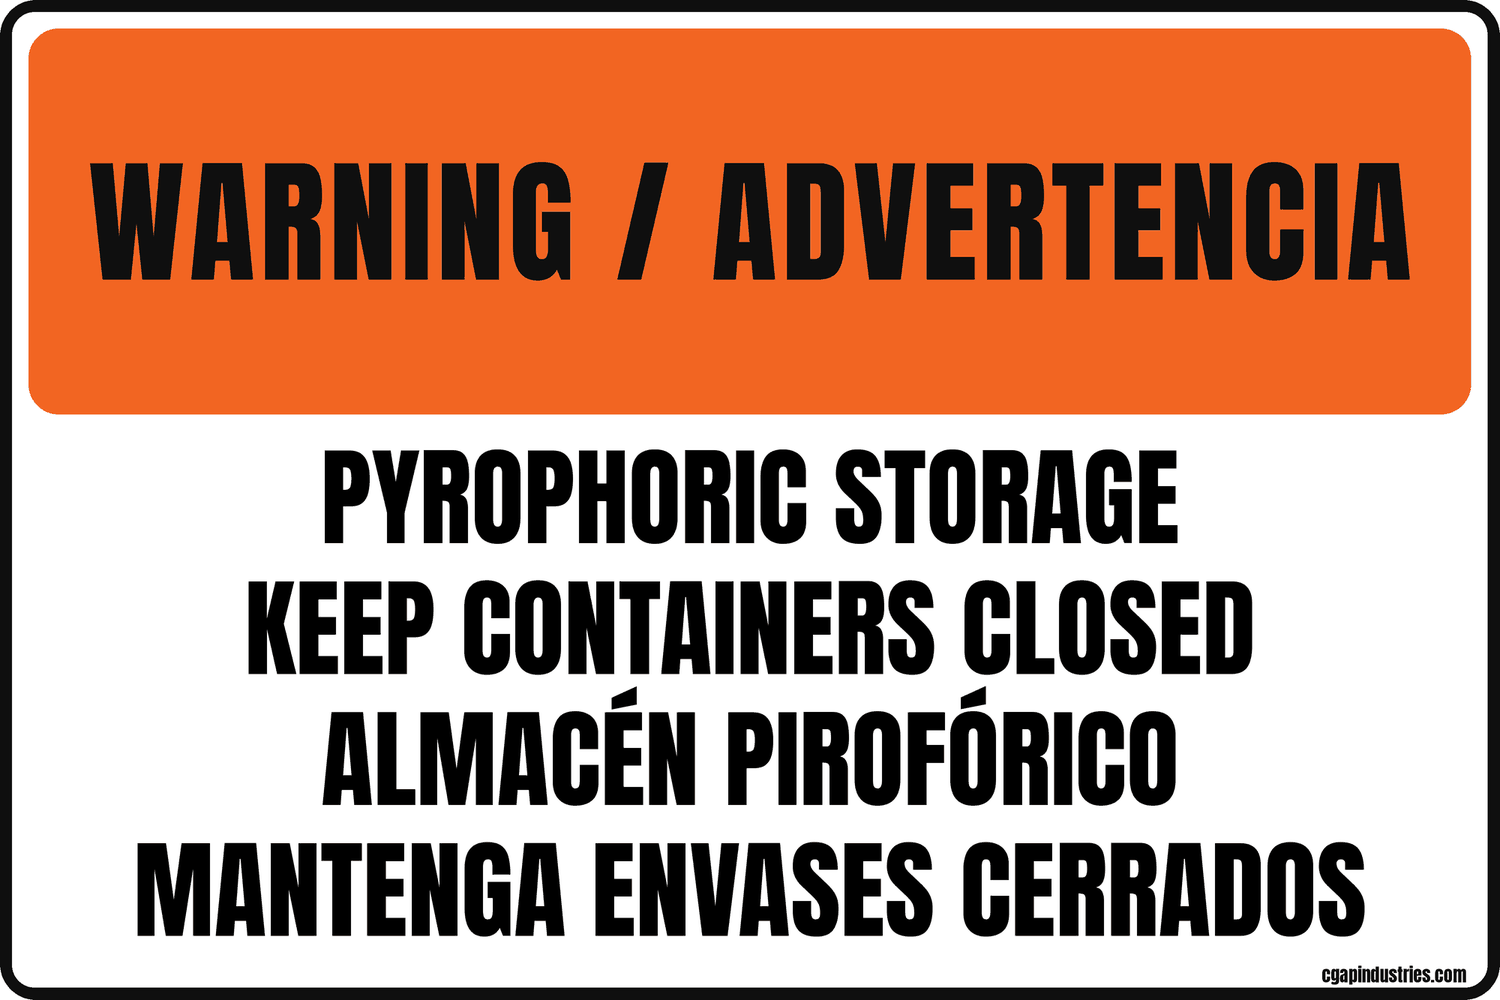 WARNING / ADVERTENCIA
PYROPHORIC STORAGE
KEEP CONTAINERS CLOSED
ALMACÉN PIROFÓRICO
MANTENGA ENVASES CERRADOS
cgapindustries.com